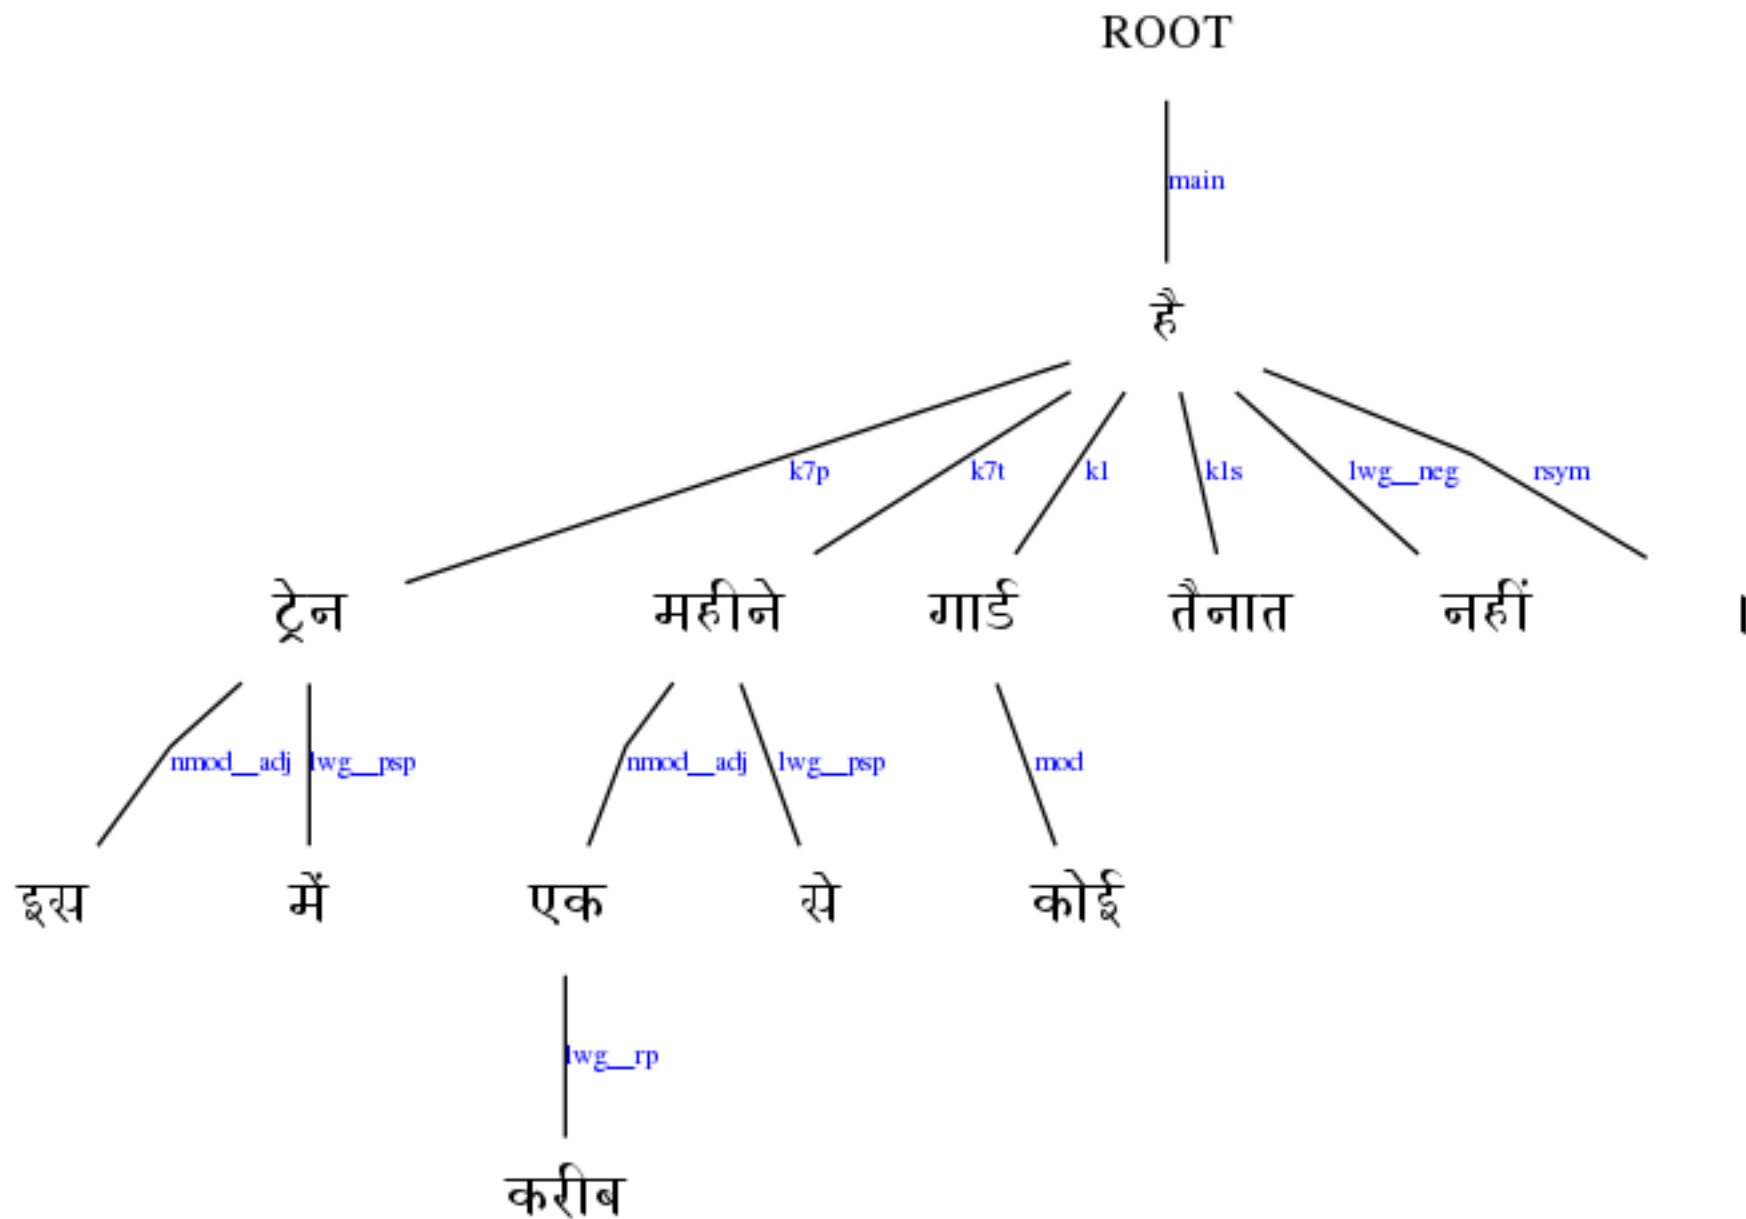 ROOT
main
है
k7p k7t k1 k1s lwg__neg rsym
ट्रेन महीने गार्ड तैनात नहीं ।
nmod__adj lwg__psp nmod__adj lwg__psp mod
इस में एक से कोई
lwg__rp
करीब